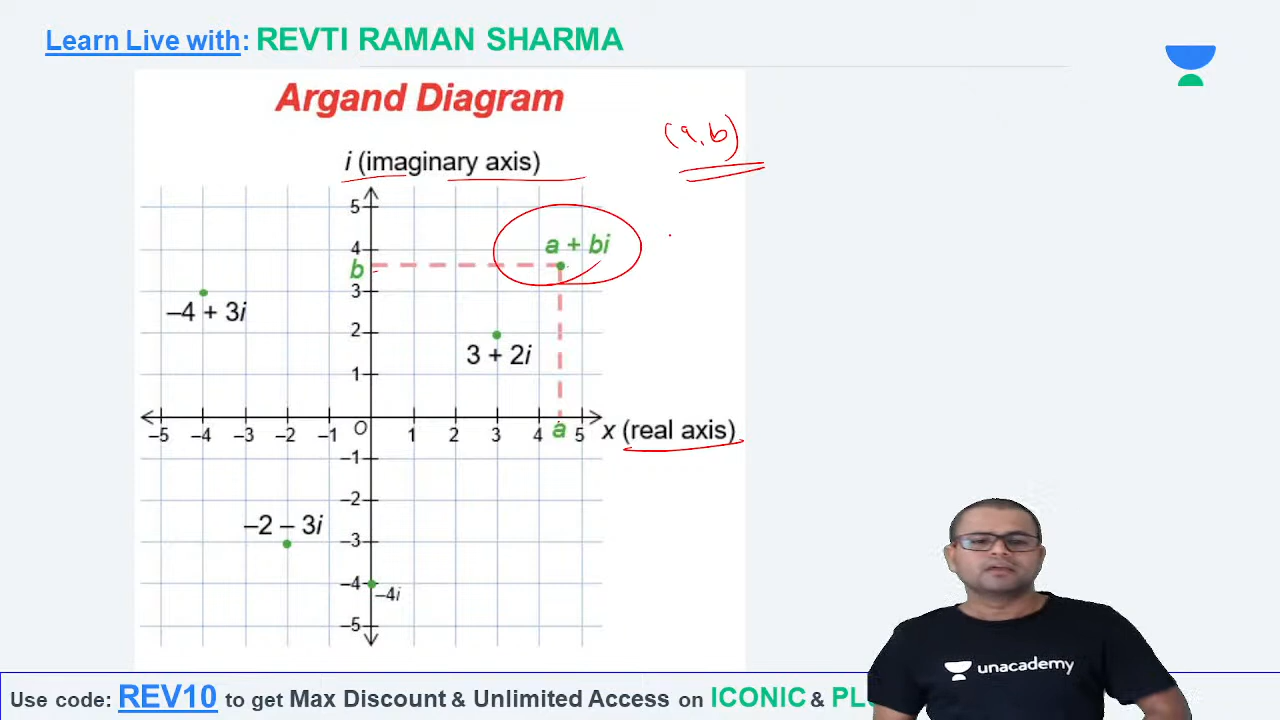 Learn Live with: REVTI RAMAN SHARMA
Argand Diagram
(a,b)
i (imaginary axis)
5
4
a + bi
b
3
–4 + 3i
2
3 + 2i
1
–5 –4 –3 –2 –1 O 1 2 3 4 a 5 x (real axis)
–1
–2
–2 – 3i
–3
–4
–4i
–5
unacademy
Use code: REV10 to get Max Discount & Unlimited Access on ICONIC & PL